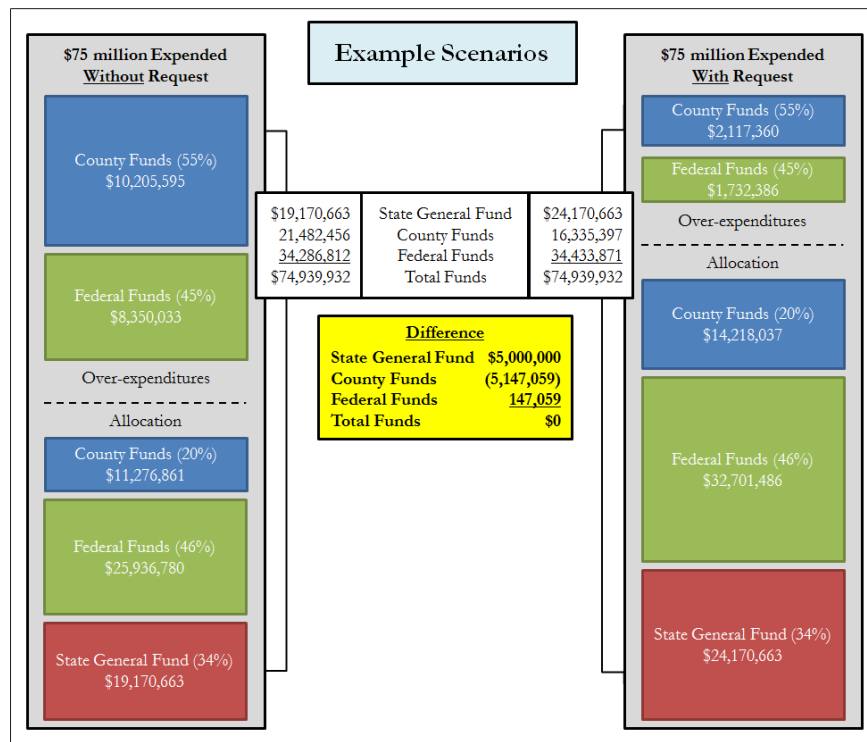 Example Scenarios
$75 million Expended
Without Request
County Funds (55%)
$10,205,595
Federal Funds (45%)
$8,350,033
Over-expenditures
Allocation
County Funds (20%)
$11,276,861
Federal Funds (46%)
$25,936,780
State General Fund (34%)
$19,170,663
$19,170,663 State General Fund $24,170,663
21,482,456 County Funds 16,335,397
34,286,812 Federal Funds 34,433,871
$74,939,932 Total Funds $74,939,932
Difference
State General Fund $5,000,000
County Funds (5,147,059)
Federal Funds 147,059
Total Funds $0
$75 million Expended
With Request
County Funds (55%)
$2,117,360
Federal Funds (45%)
$1,732,386
Over-expenditures
Allocation
County Funds (20%)
$14,218,037
Federal Funds (46%)
$32,701,486
State General Fund (34%)
$24,170,663